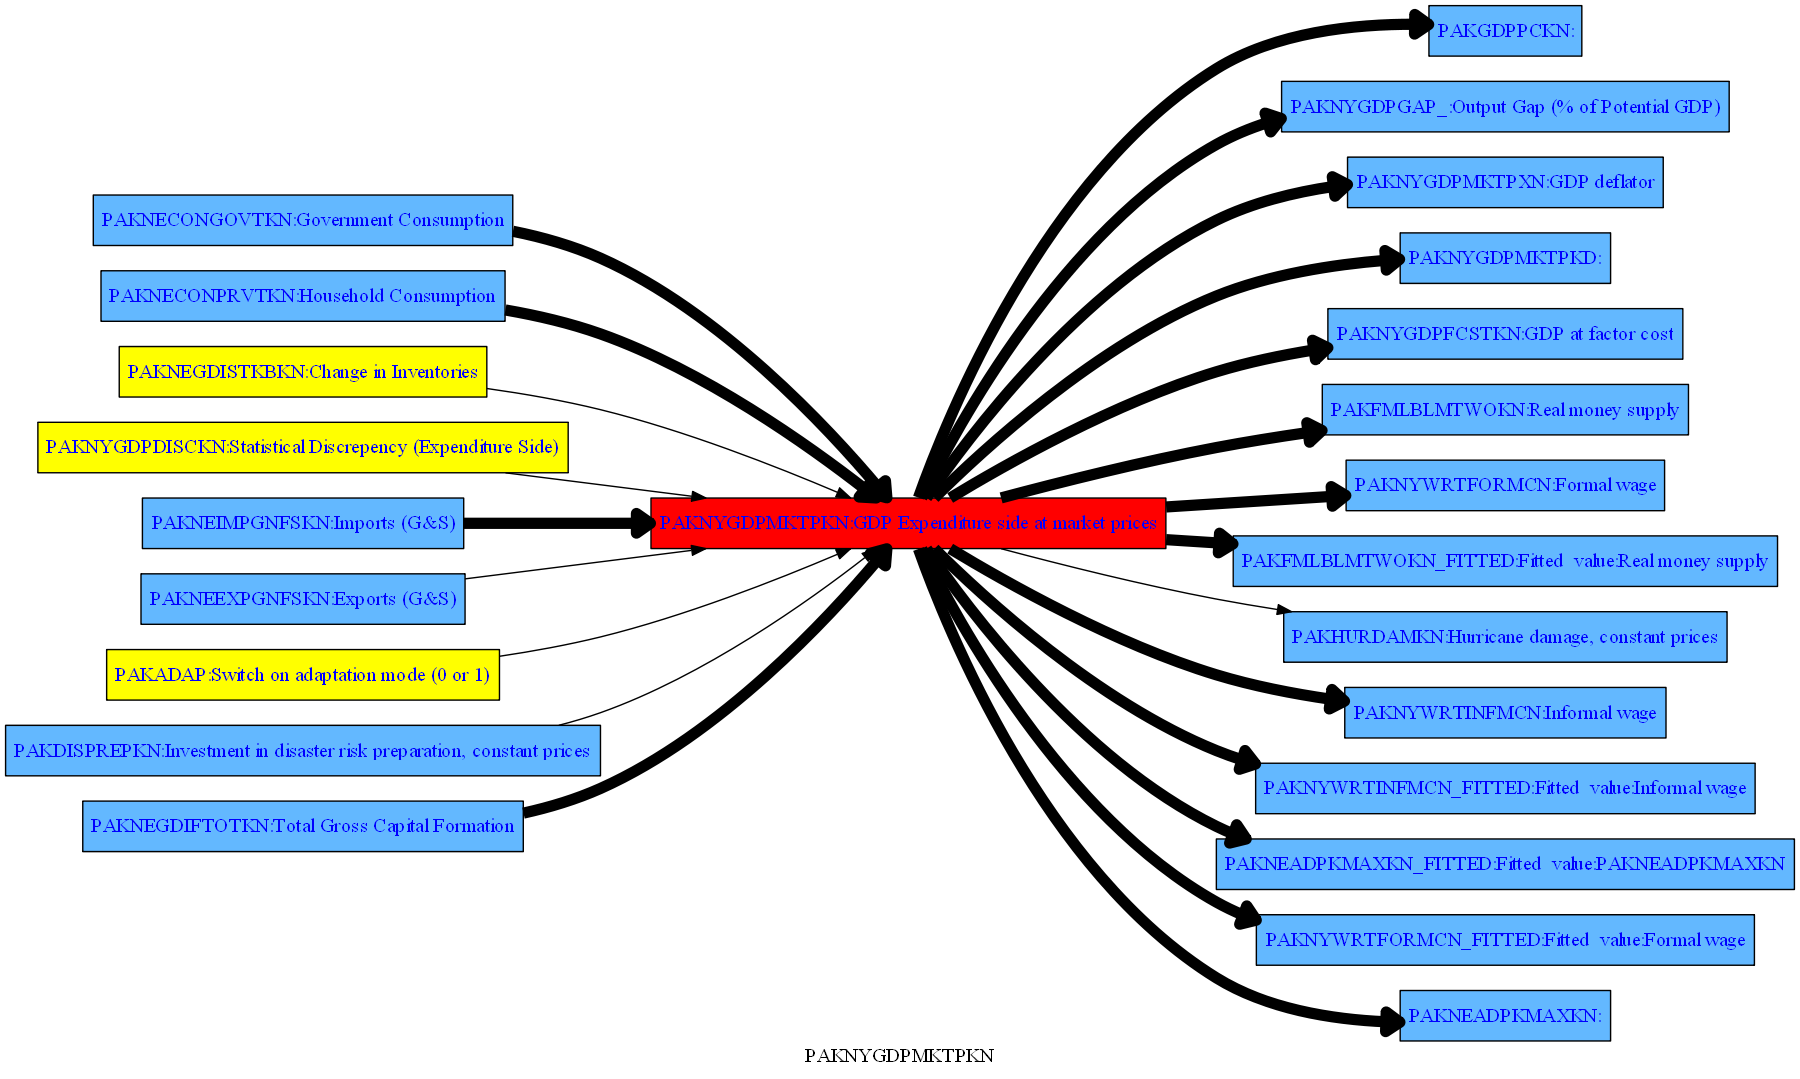 PAKNECONGOVTKN:Government Consumption
PAKNECONPRVTKN:Household Consumption
PAKNEGDISTKBKN:Change in Inventories
PAKNYGDPDISCKN:Statistical Discrepency (Expenditure Side)
PAKNEIMPGNFSKN:Imports (G&S)
PAKNEEXPGNFSKN:Exports (G&S)
PAKADAP:Switch on adaptation mode (0 or 1)
PAKDISPREPKN:Investment in disaster risk preparation, constant prices
PAKNEGDIFTOTKN:Total Gross Capital Formation
PAKNYGDPMKTPKN:GDP Expenditure side at market prices
PAKGDPPCKN:
PAKNYGDPGAP_:Output Gap (% of Potential GDP)
PAKNYGDPMKTPXN:GDP deflator
PAKNYGDPMKTPKD:
PAKNYGDPFCSTKN:GDP at factor cost
PAKFMLBLMTWOKN:Real money supply
PAKNYWRTFORMCN:Formal wage
PAKFMLBLMTWOKN_FITTED:Fitted  value:Real money supply
PAKHURDAMKN:Hurricane damage, constant prices
PAKNYWRTINFMCN:Informal wage
PAKNYWRTINFMCN_FITTED:Fitted  value:Informal wage
PAKNEADPKMAXKN_FITTED:Fitted  value:PAKNEADPKMAXKN
PAKNYWRTFORMCN_FITTED:Fitted  value:Formal wage
PAKNEADPKMAXKN:
PAKNYGDPMKTPKN